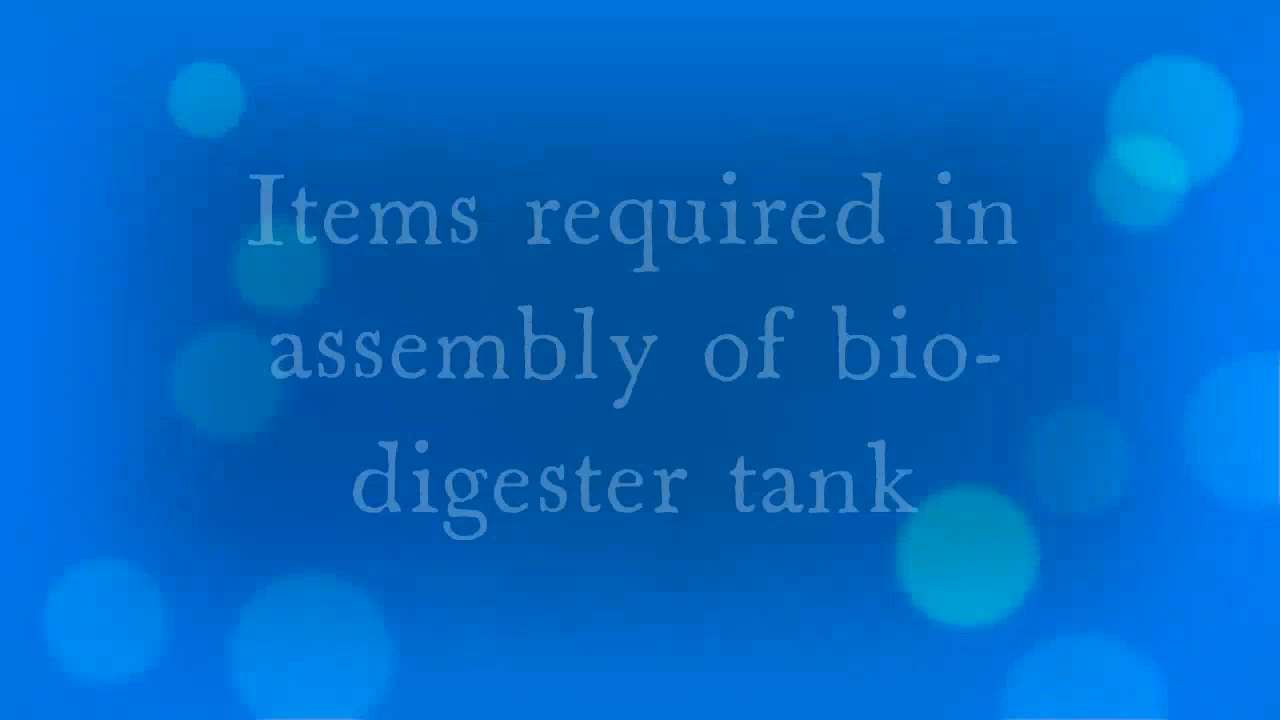 Items required in
assembly of bio-
digester tank